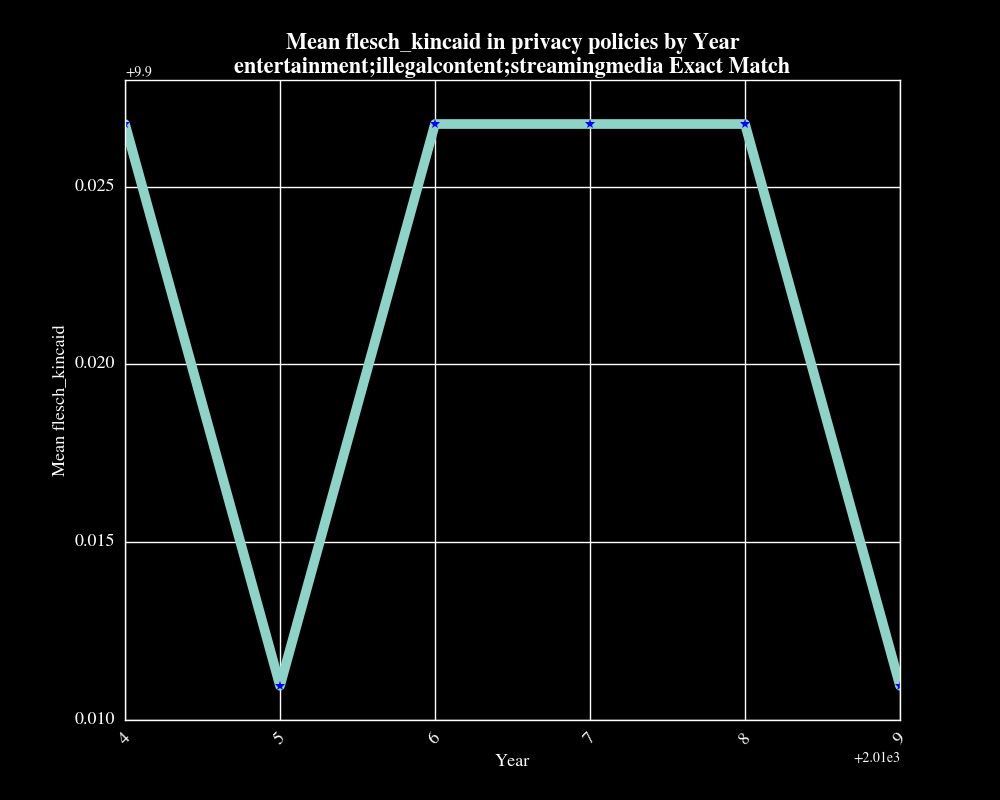 Mean flesch_kincaid in privacy policies by Year
entertainment;illegalcontent;streamingmedia Exact Match
+9.9
0.025
0.020
0.015
0.010
Mean flesch_kincaid
4
5
6
7
8
9
Year
+2.01e3